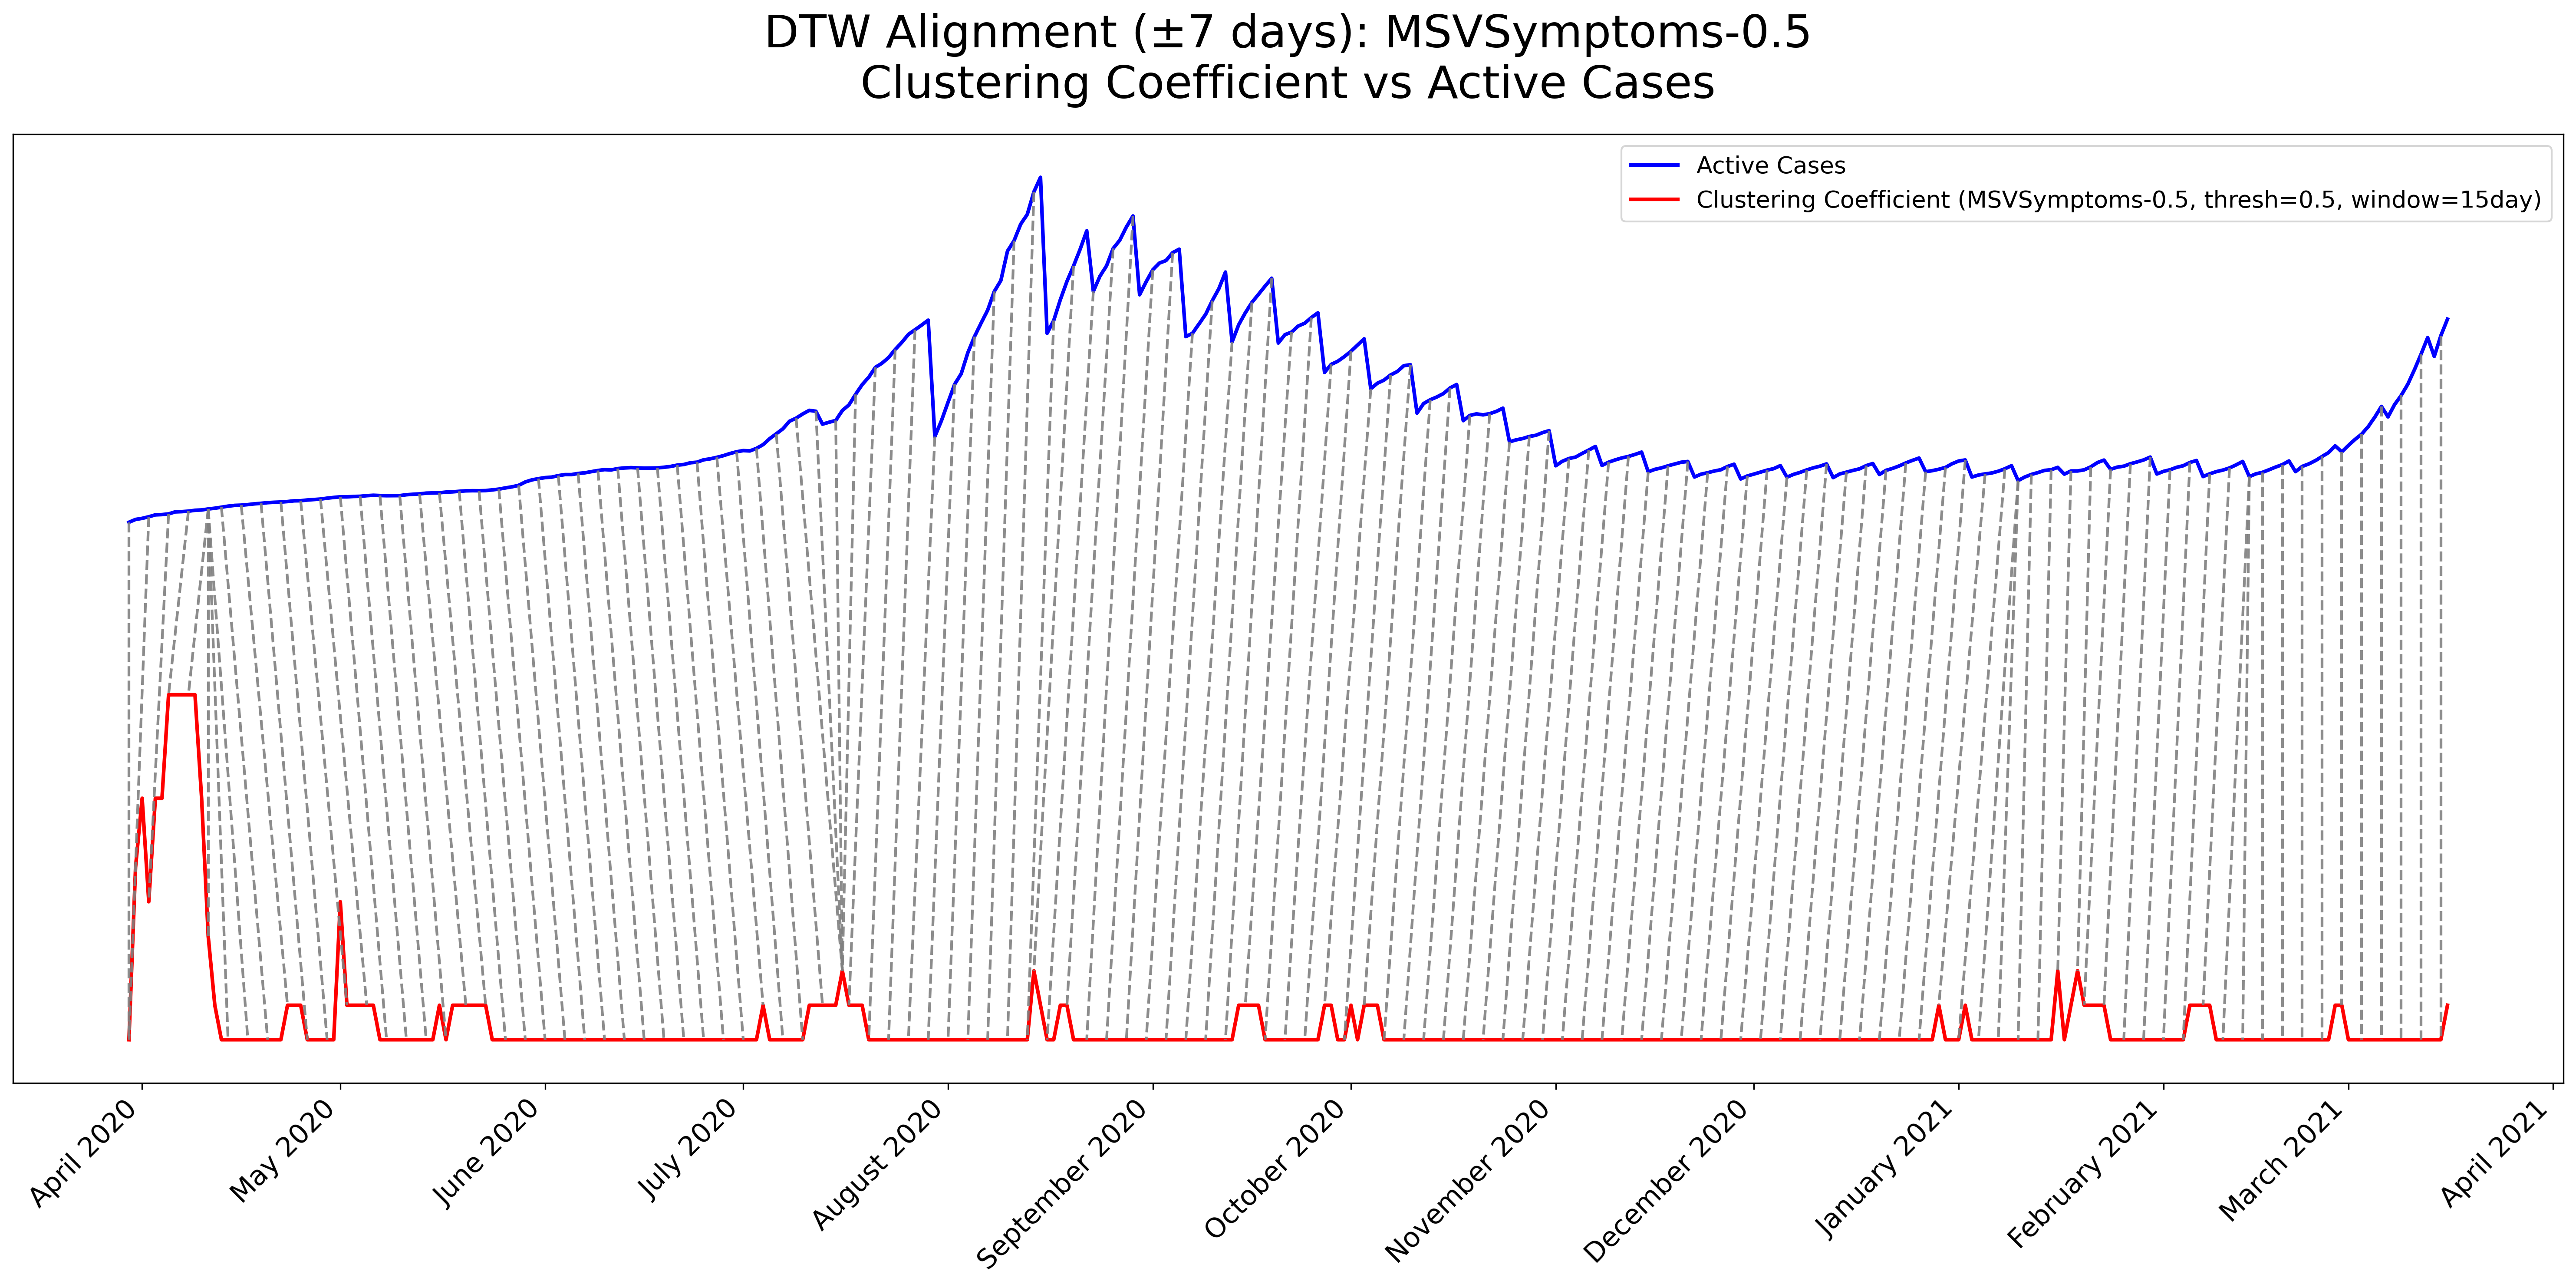 DTW Alignment (±7 days): MSVSymptoms-0.5
Clustering Coefficient vs Active Cases
Active Cases
Clustering Coefficient (MSVSymptoms-0.5, thresh=0.5, window=15day)
April 2020
May 2020
June 2020
July 2020
August 2020
September 2020
October 2020
November 2020
December 2020
January 2021
February 2021
March 2021
April 2021